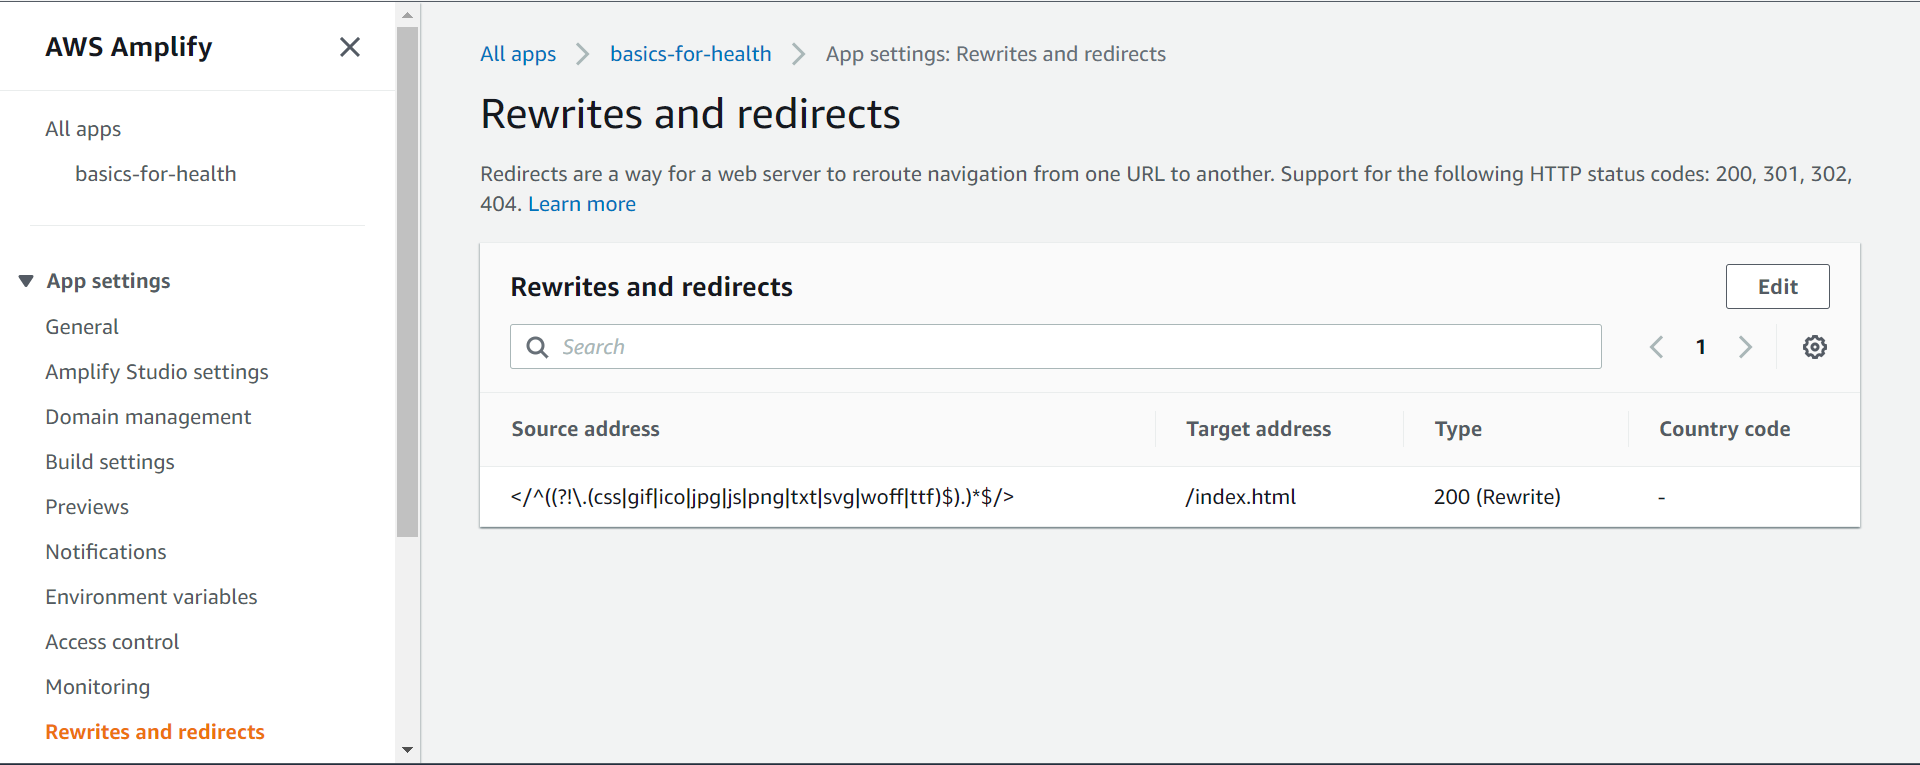 AWS Amplify
All apps
basics-for-health
App settings
General
Amplify Studio settings
Domain management
Build settings
Previews
Notifications
Environment variables
Access control
Monitoring
Rewrites and redirects
All apps > basics-for-health > App settings: Rewrites and redirects
Rewrites and redirects
Redirects are a way for a web server to reroute navigation from one URL to another. Support for the following HTTP status codes: 200, 301, 302,
404. Learn more
Rewrites and redirects
Edit
Search
1
Source address Target address Type Country code
</^((?!\.(css|gif|ico|jpg|js|png|txt|svg|woff|ttf)$).)*$/> /index.html 200 (Rewrite) -